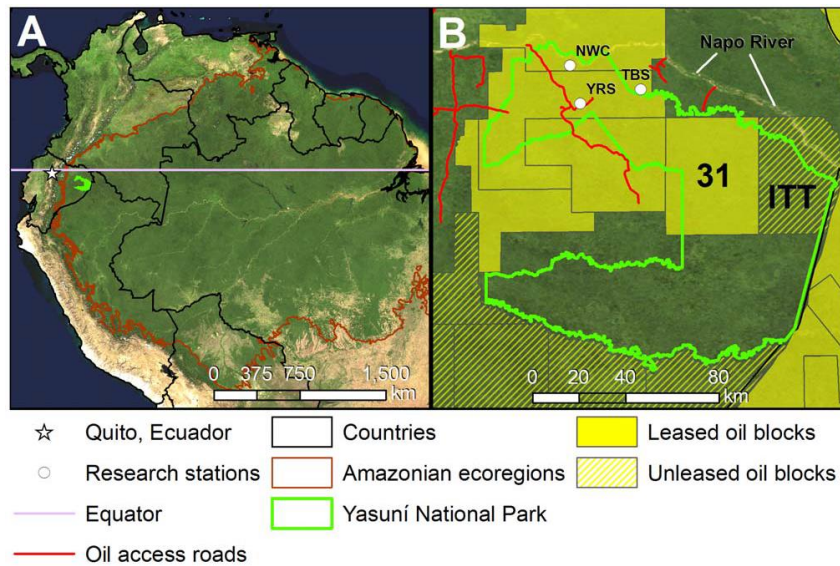 A
B
NWC
Napo River
TBS
YRS
31
ITT
0 375 750 1,500
km
0 20 40 80
km
Quito, Ecuador
Countries
Leased oil blocks
Research stations
Amazonian ecoregions
Unleased oil blocks
Equator
Yasuní National Park
Oil access roads